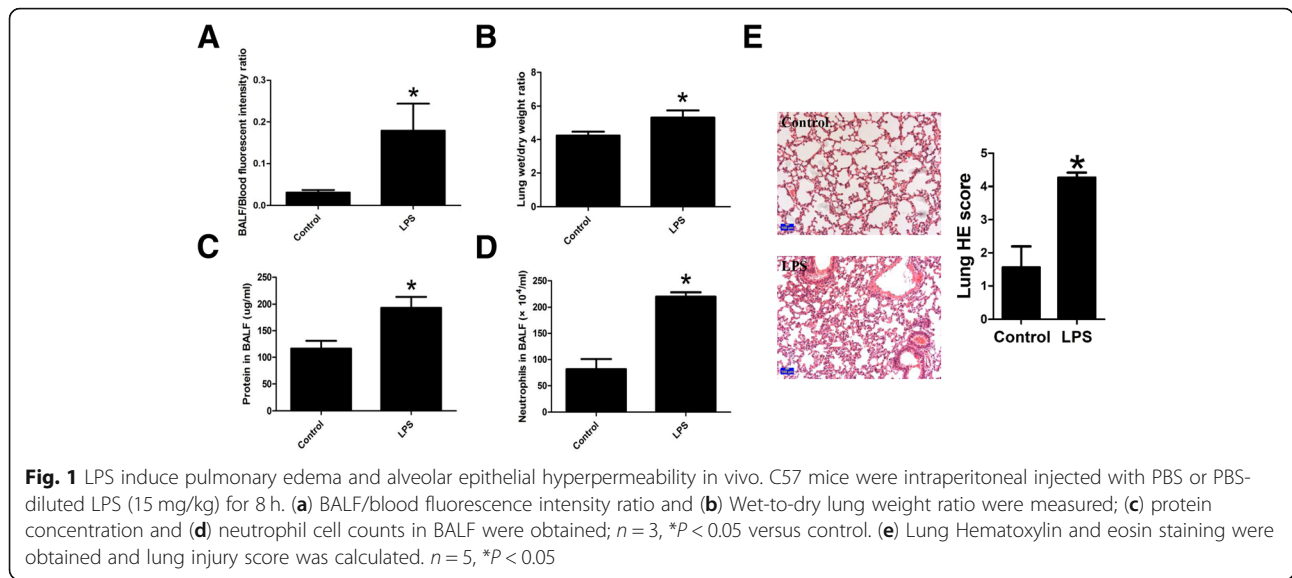 A
BALF/Blood fluorescent intensity ratio
0.3
0.2
0.1
0.0
*
Control
LPS
B
Lung wet/dry weight ratio
8
6
4
2
0
*
Control
LPS
C
Protein in BALF (ug/ml)
250
200
150
100
50
0
*
Control
LPS
D
Neutrophils in BALF (× 10⁴/ml)
250
200
150
100
50
0
*
Control
LPS
E
Control
LPS
Lung HE score
5
4
3
2
1
0
*
Control
LPS
Fig. 1 LPS induce pulmonary edema and alveolar epithelial hyperpermeability in vivo. C57 mice were intraperitoneal injected with PBS or PBS-
diluted LPS (15 mg/kg) for 8 h. (a) BALF/blood fluorescence intensity ratio and (b) Wet-to-dry lung weight ratio were measured; (c) protein
concentration and (d) neutrophil cell counts in BALF were obtained; n = 3, *P < 0.05 versus control. (e) Lung Hematoxylin and eosin staining were
obtained and lung injury score was calculated. n = 5, *P < 0.05